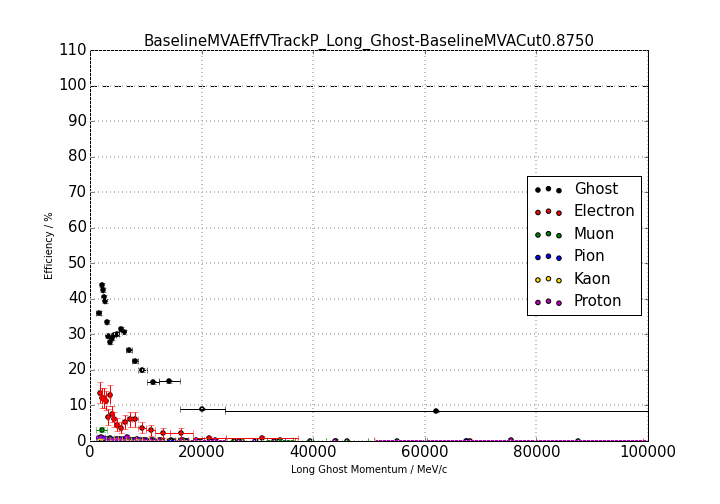 BaselineMVAEffVTrackP_Long_Ghost-BaselineMVACut0.8750
110
100
90
80
70
60
50
40
30
20
10
0
Efficiency / %
Ghost
Electron
Muon
Pion
Kaon
Proton
0 20000 40000 60000 80000 100000
Long Ghost Momentum / MeV/c